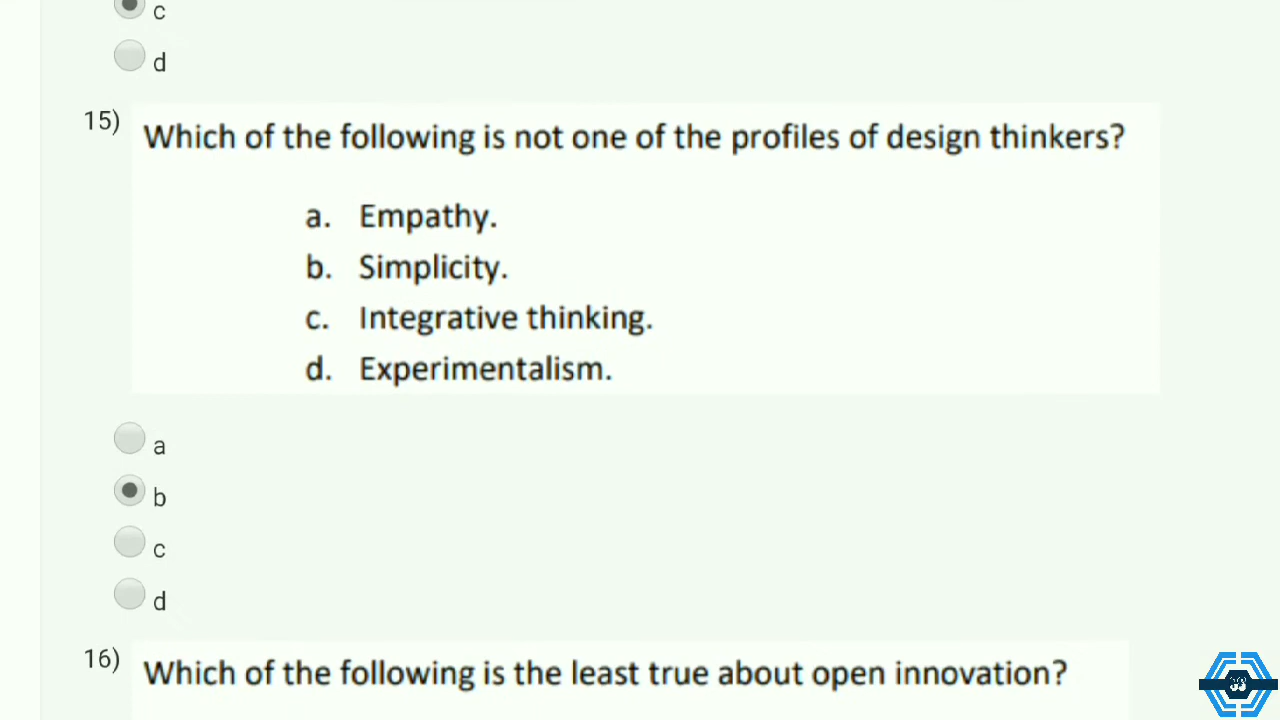 c
d
15)
Which of the following is not one of the profiles of design thinkers?
a. Empathy.
b. Simplicity.
c. Integrative thinking.
d. Experimentalism.
a
b
c
d
16)
Which of the following is the least true about open innovation?